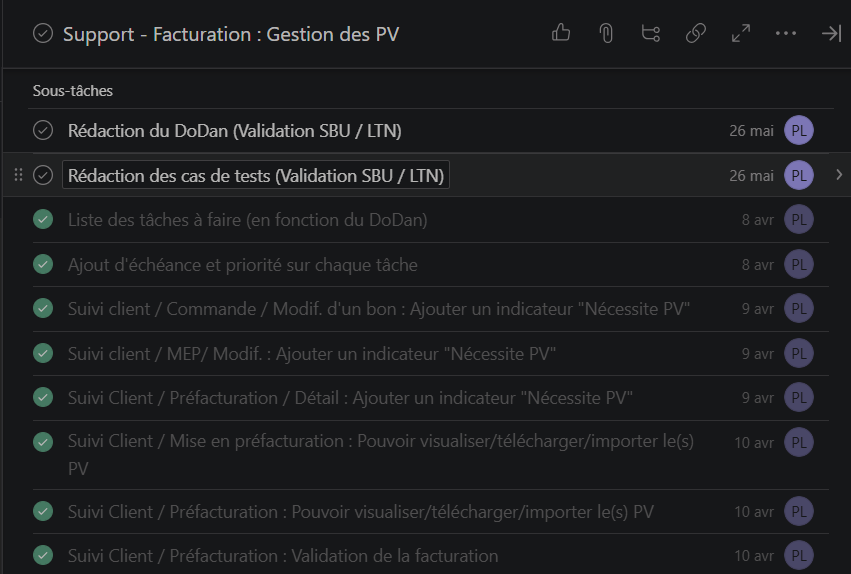 Support - Facturation : Gestion des PV
Sous-tâches
Rédaction du DoDan (Validation SBU / LTN)
26 mai
PL
Rédaction des cas de tests (Validation SBU / LTN)
26 mai
PL
Liste des tâches à faire (en fonction du DoDan)
8 avr
PL
Ajout d'échéance et priorité sur chaque tâche
8 avr
PL
Suivi client / Commande / Modif. d'un bon : Ajouter un indicateur "Nécessite PV"
9 avr
PL
Suivi client / MEP/ Modif. : Ajouter un indicateur "Nécessite PV"
9 avr
PL
Suivi Client / Préfacturation / Détail : Ajouter un indicateur "Nécessite PV"
9 avr
PL
Suivi Client / Mise en préfacturation : Pouvoir visualiser/télécharger/importer le(s)
PV
10 avr
PL
Suivi Client / Préfacturation : Pouvoir visualiser/télécharger/importer le(s) PV
10 avr
PL
Suivi Client / Préfacturation : Validation de la facturation
10 avr
PL